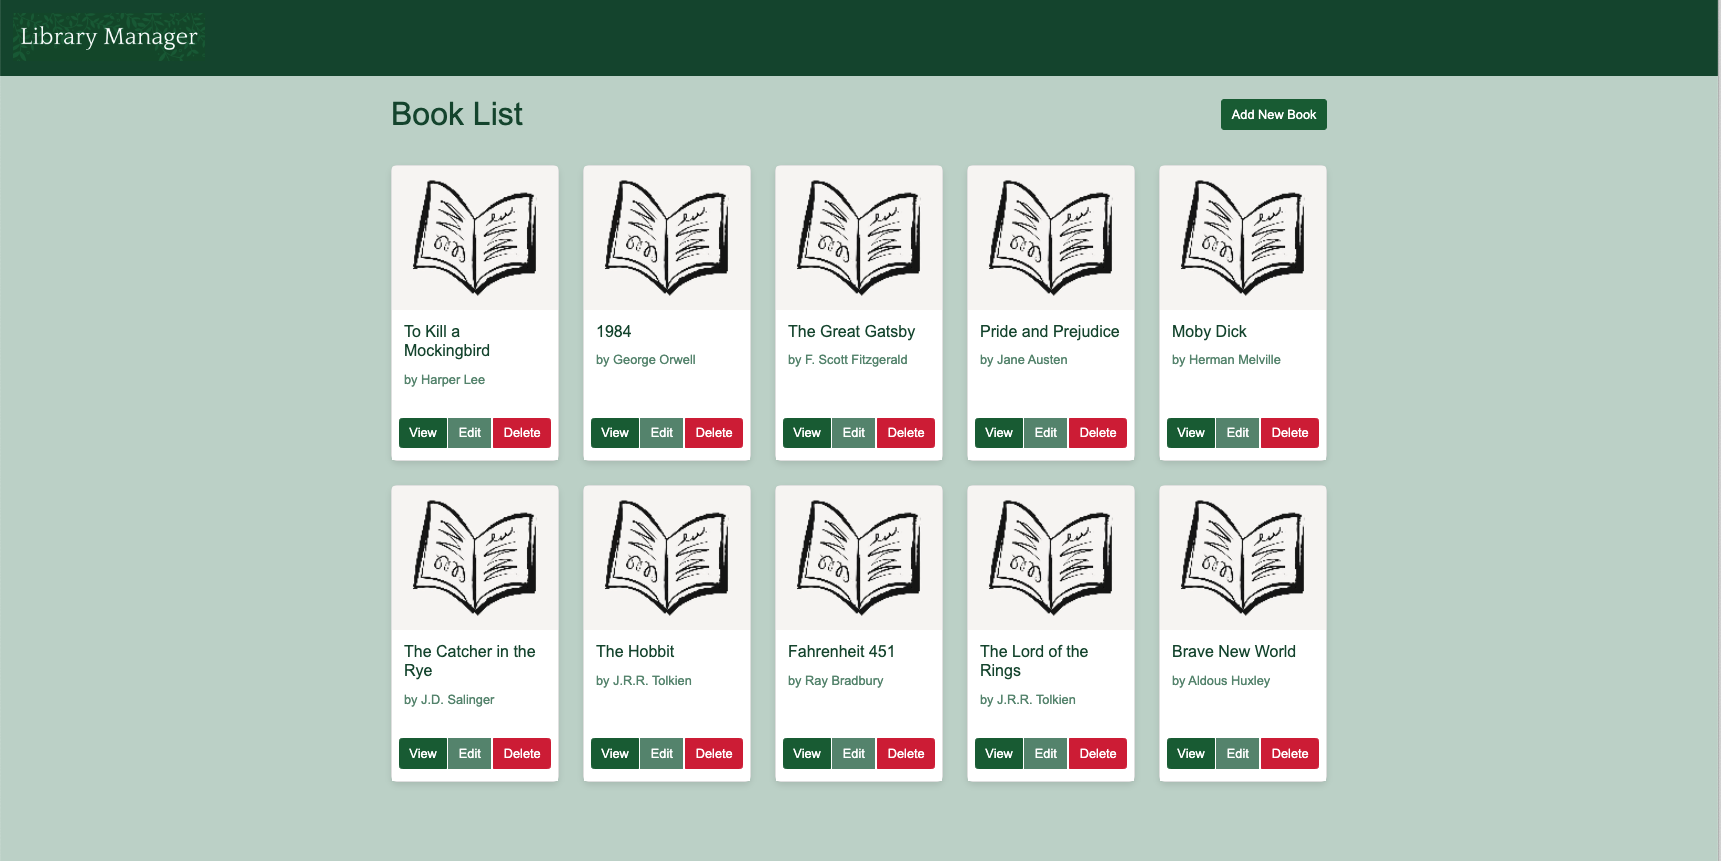 Library Manager
Book List
Add New Book
To Kill a
Mockingbird
by Harper Lee
View Edit Delete
1984
by George Orwell
View Edit Delete
The Great Gatsby
by F. Scott Fitzgerald
View Edit Delete
Pride and Prejudice
by Jane Austen
View Edit Delete
Moby Dick
by Herman Melville
View Edit Delete
The Catcher in the
Rye
by J.D. Salinger
View Edit Delete
The Hobbit
by J.R.R. Tolkien
View Edit Delete
Fahrenheit 451
by Ray Bradbury
View Edit Delete
The Lord of the
Rings
by J.R.R. Tolkien
View Edit Delete
Brave New World
by Aldous Huxley
View Edit Delete